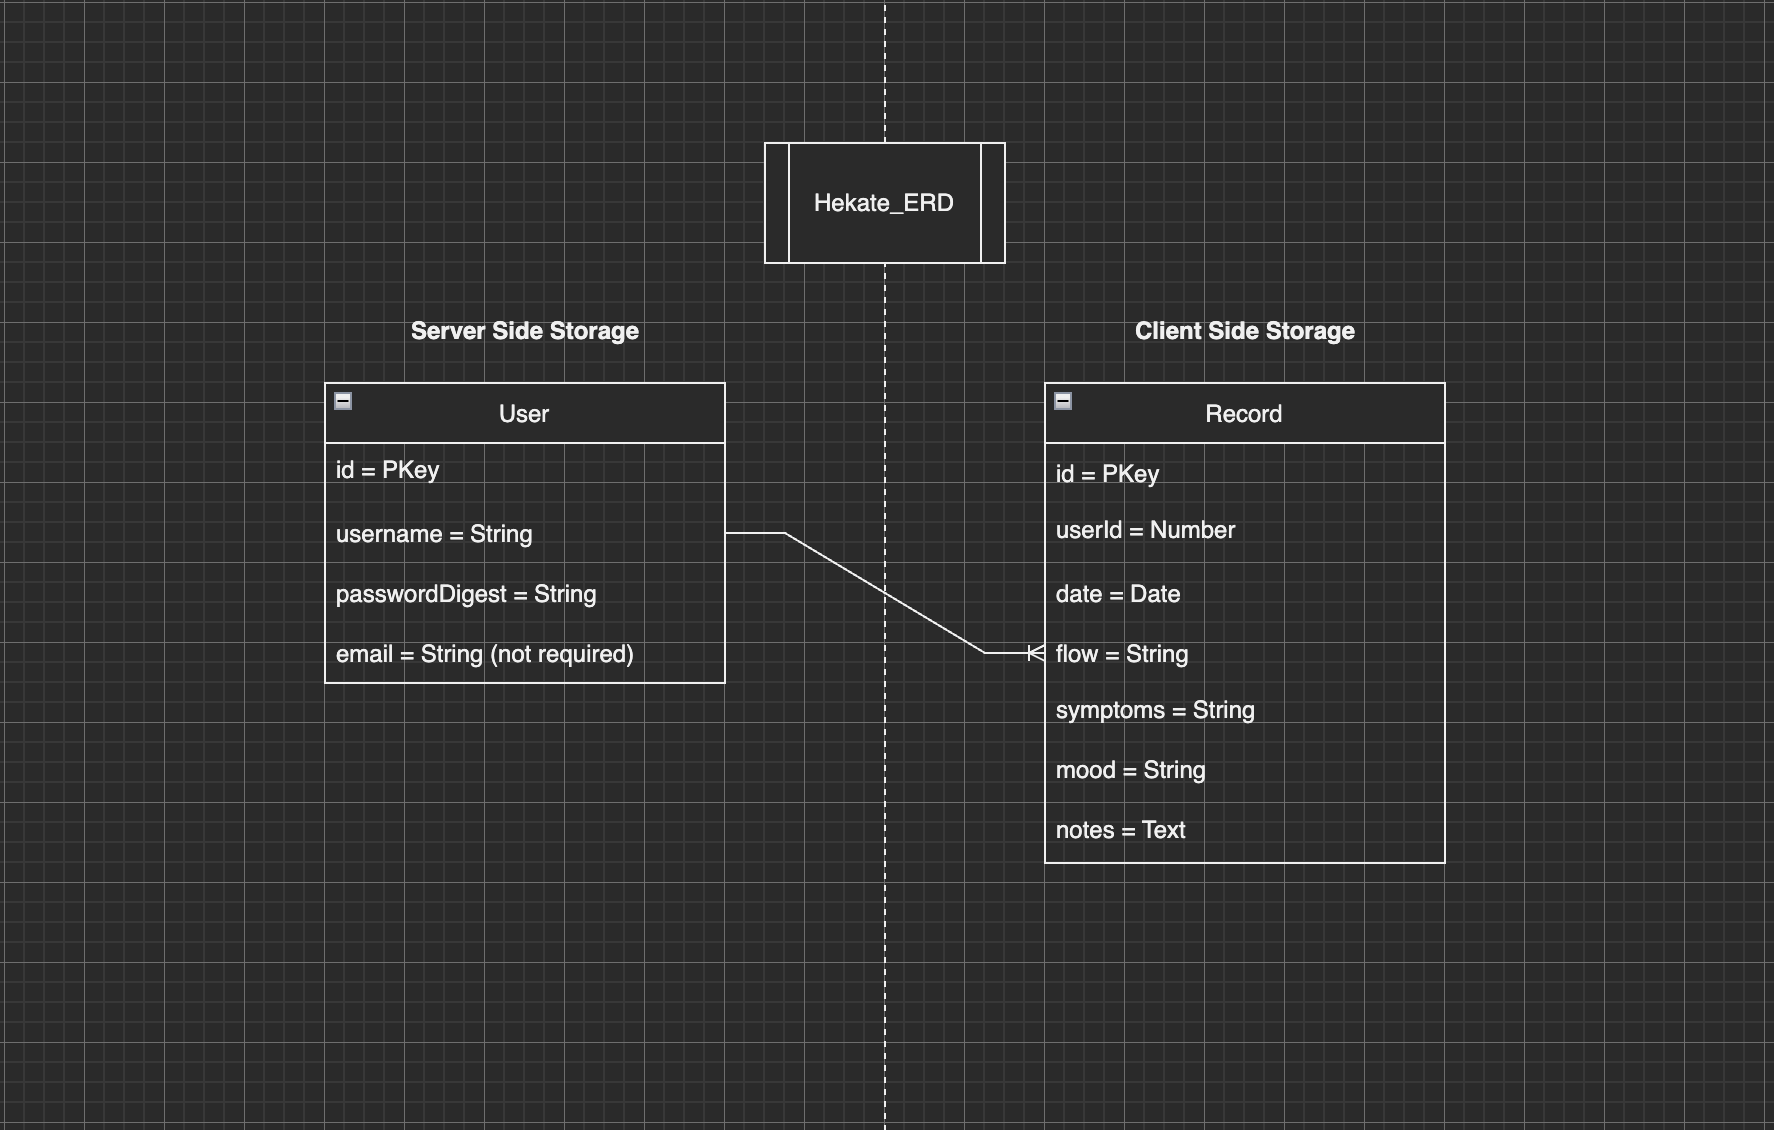 Hekate_ERD
Server Side Storage
User
id = PKey
username = String
passwordDigest = String
email = String (not required)
Client Side Storage
Record
id = PKey
userId = Number
date = Date
flow = String
symptoms = String
mood = String
notes = Text